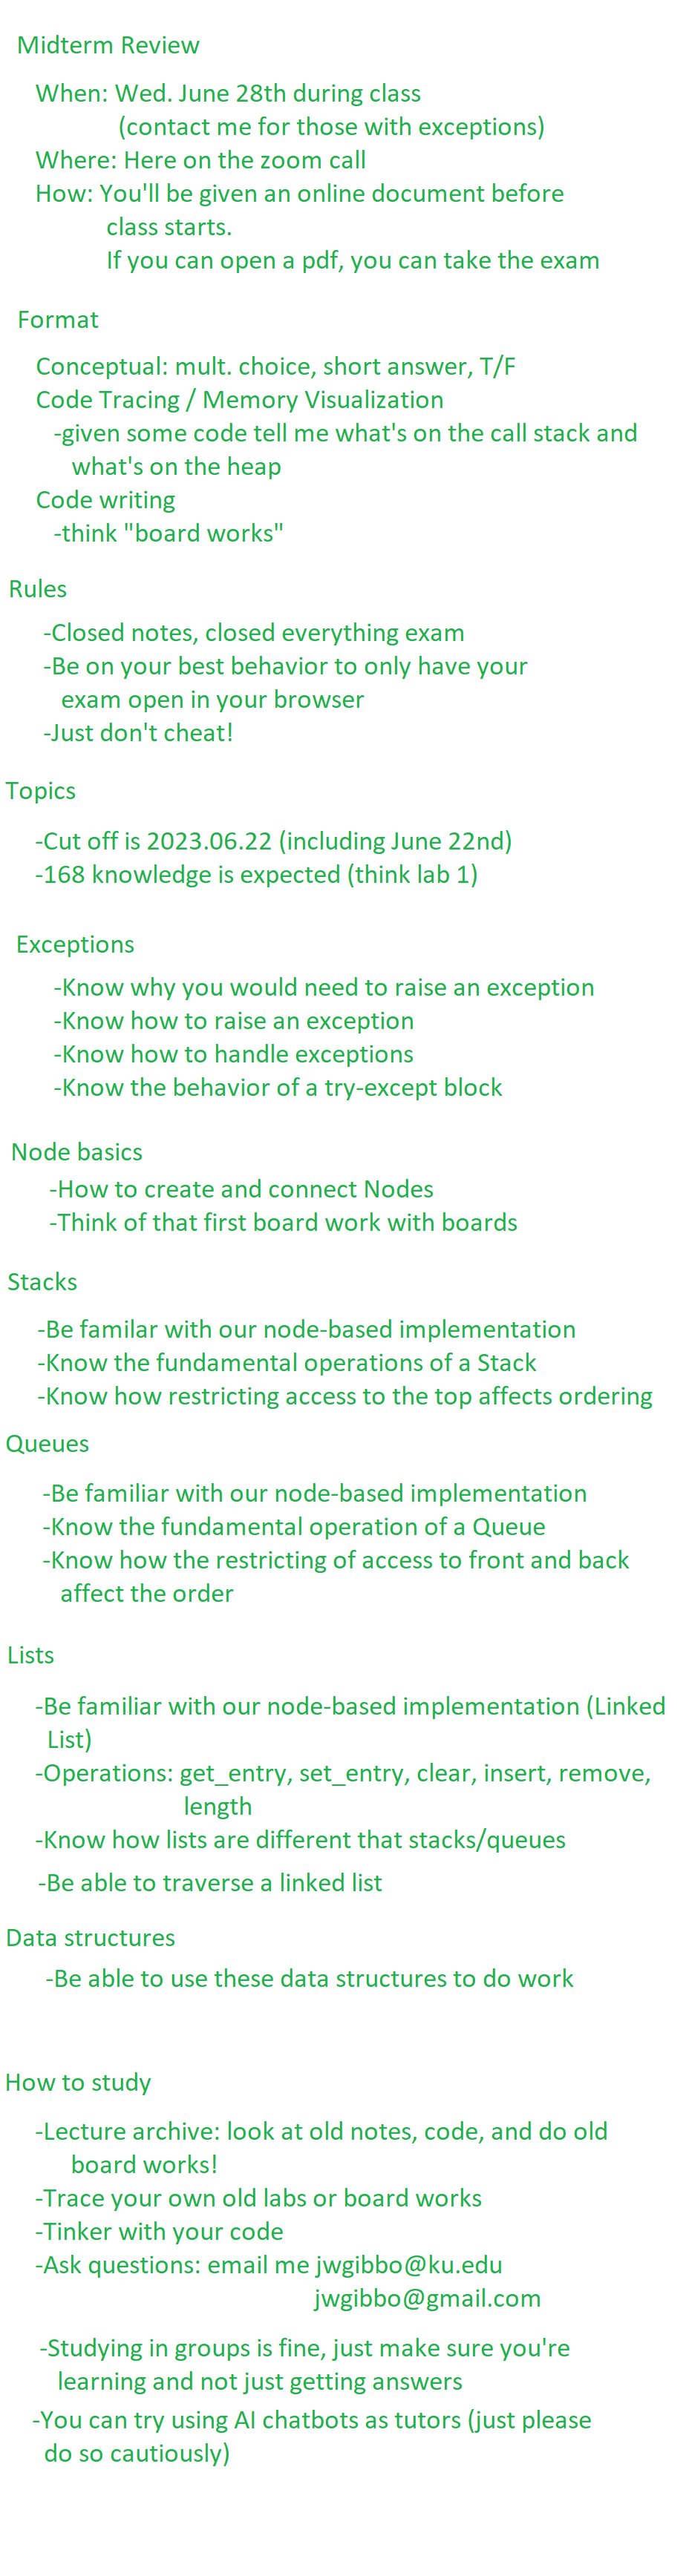 Midterm Review
When: Wed. June 28th during class
(contact me for those with exceptions)
Where: Here on the zoom call
How: You'll be given an online document before
class starts.
If you can open a pdf, you can take the exam
Format
Conceptual: mult. choice, short answer, T/F
Code Tracing / Memory Visualization
-given some code tell me what's on the call stack and
what's on the heap
Code writing
-think "board works"
Rules
-Closed notes, closed everything exam
-Be on your best behavior to only have your
exam open in your browser
-Just don't cheat!
Topics
-Cut off is 2023.06.22 (including June 22nd)
-168 knowledge is expected (think lab 1)
Exceptions
-Know why you would need to raise an exception
-Know how to raise an exception
-Know how to handle exceptions
-Know the behavior of a try-except block
Node basics
-How to create and connect Nodes
-Think of that first board work with boards
Stacks
-Be familar with our node-based implementation
-Know the fundamental operations of a Stack
-Know how restricting access to the top affects ordering
Queues
-Be familiar with our node-based implementation
-Know the fundamental operation of a Queue
-Know how the restricting of access to front and back
affect the order
Lists
-Be familiar with our node-based implementation (Linked
List)
-Operations: get_entry, set_entry, clear, insert, remove,
length
-Know how lists are different that stacks/queues
-Be able to traverse a linked list
Data structures
-Be able to use these data structures to do work
How to study
-Lecture archive: look at old notes, code, and do old
board works!
-Trace your own old labs or board works
-Tinker with your code
-Ask questions: email me jwgibbo@ku.edu
jwgibbo@gmail.com
-Studying in groups is fine, just make sure you're
learning and not just getting answers
-You can try using AI chatbots as tutors (just please
do so cautiously)